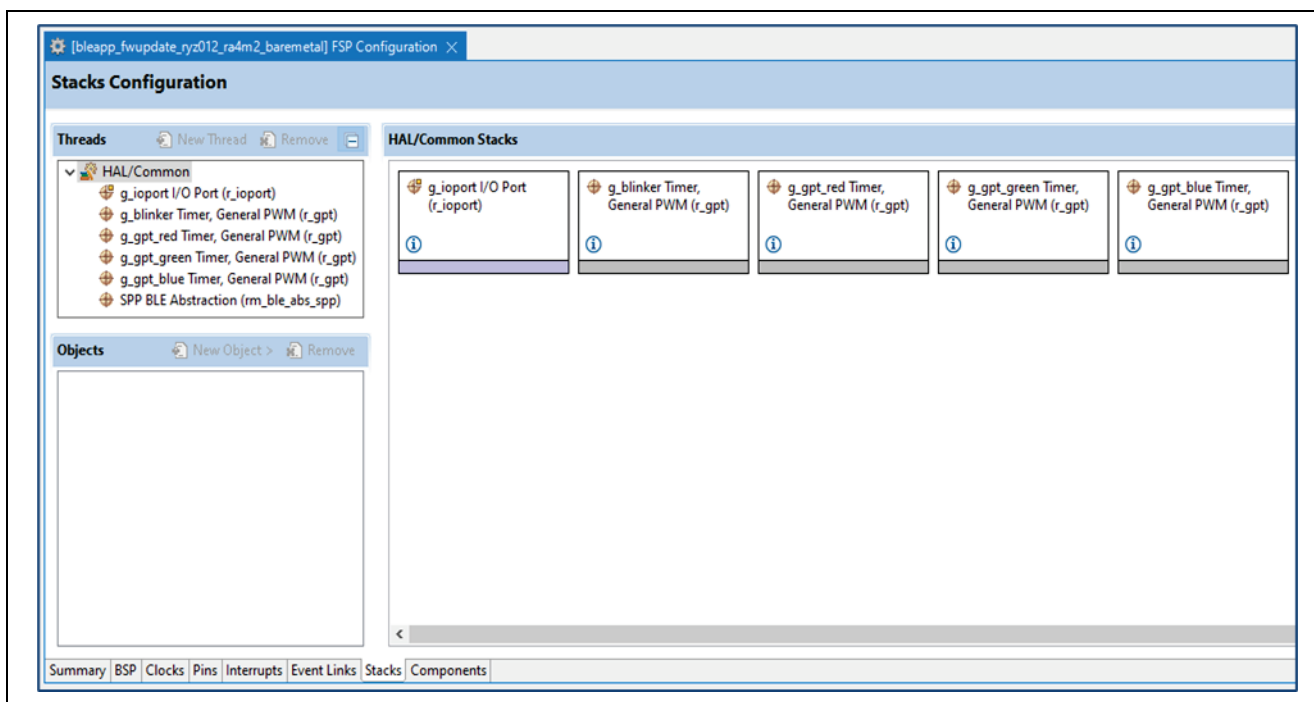 [bleapp_fwupdate_ryz012_ra4m2_baremetal] FSP Configuration
Stacks Configuration
Threads
New Thread
Remove
HAL/Common
g_ioport I/O Port (r_ioport)
g_blinker Timer, General PWM (r_gpt)
g_gpt_red Timer, General PWM (r_gpt)
g_gpt_green Timer, General PWM (r_gpt)
g_gpt_blue Timer, General PWM (r_gpt)
SPP BLE Abstraction (rm_ble_abs_spp)
Objects
New Object >
Remove
HAL/Common Stacks
g_ioport I/O Port
(r_ioport)
g_blinker Timer,
General PWM (r_gpt)
g_gpt_red Timer,
General PWM (r_gpt)
g_gpt_green Timer,
General PWM (r_gpt)
g_gpt_blue Timer,
General PWM (r_gpt)
Summary BSP Clocks Pins Interrupts Event Links Stacks Components